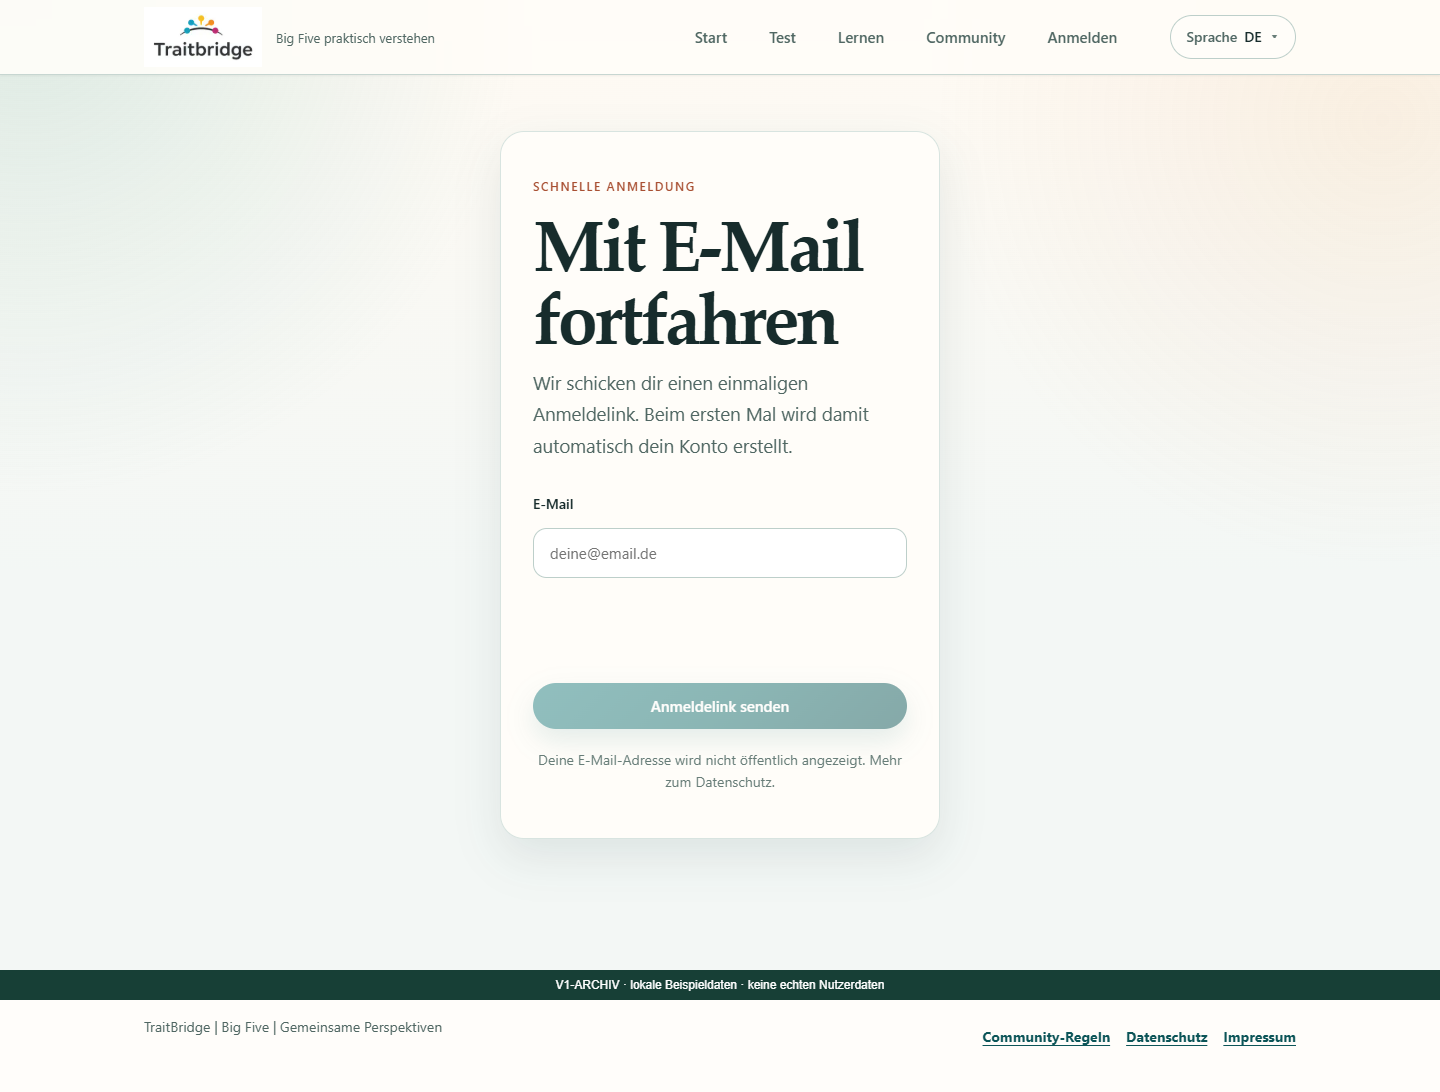 Traitbridge
Big Five praktisch verstehen
Start
Test
Lernen
Community
Anmelden
Sprache DE
SCHNELLE ANMELDUNG
Mit E-Mail
fortfahren
Wir schicken dir einen einmaligen
Anmeldelink. Beim ersten Mal wird damit
automatisch dein Konto erstellt.
E-Mail
deine@email.de
Anmeldelink senden
Deine E-Mail-Adresse wird nicht öffentlich angezeigt. Mehr
zum Datenschutz.
V1-ARCHIV · lokale Beispieldaten · keine echten Nutzerdaten
TraitBridge | Big Five | Gemeinsame Perspektiven
Community-Regeln
Datenschutz
Impressum